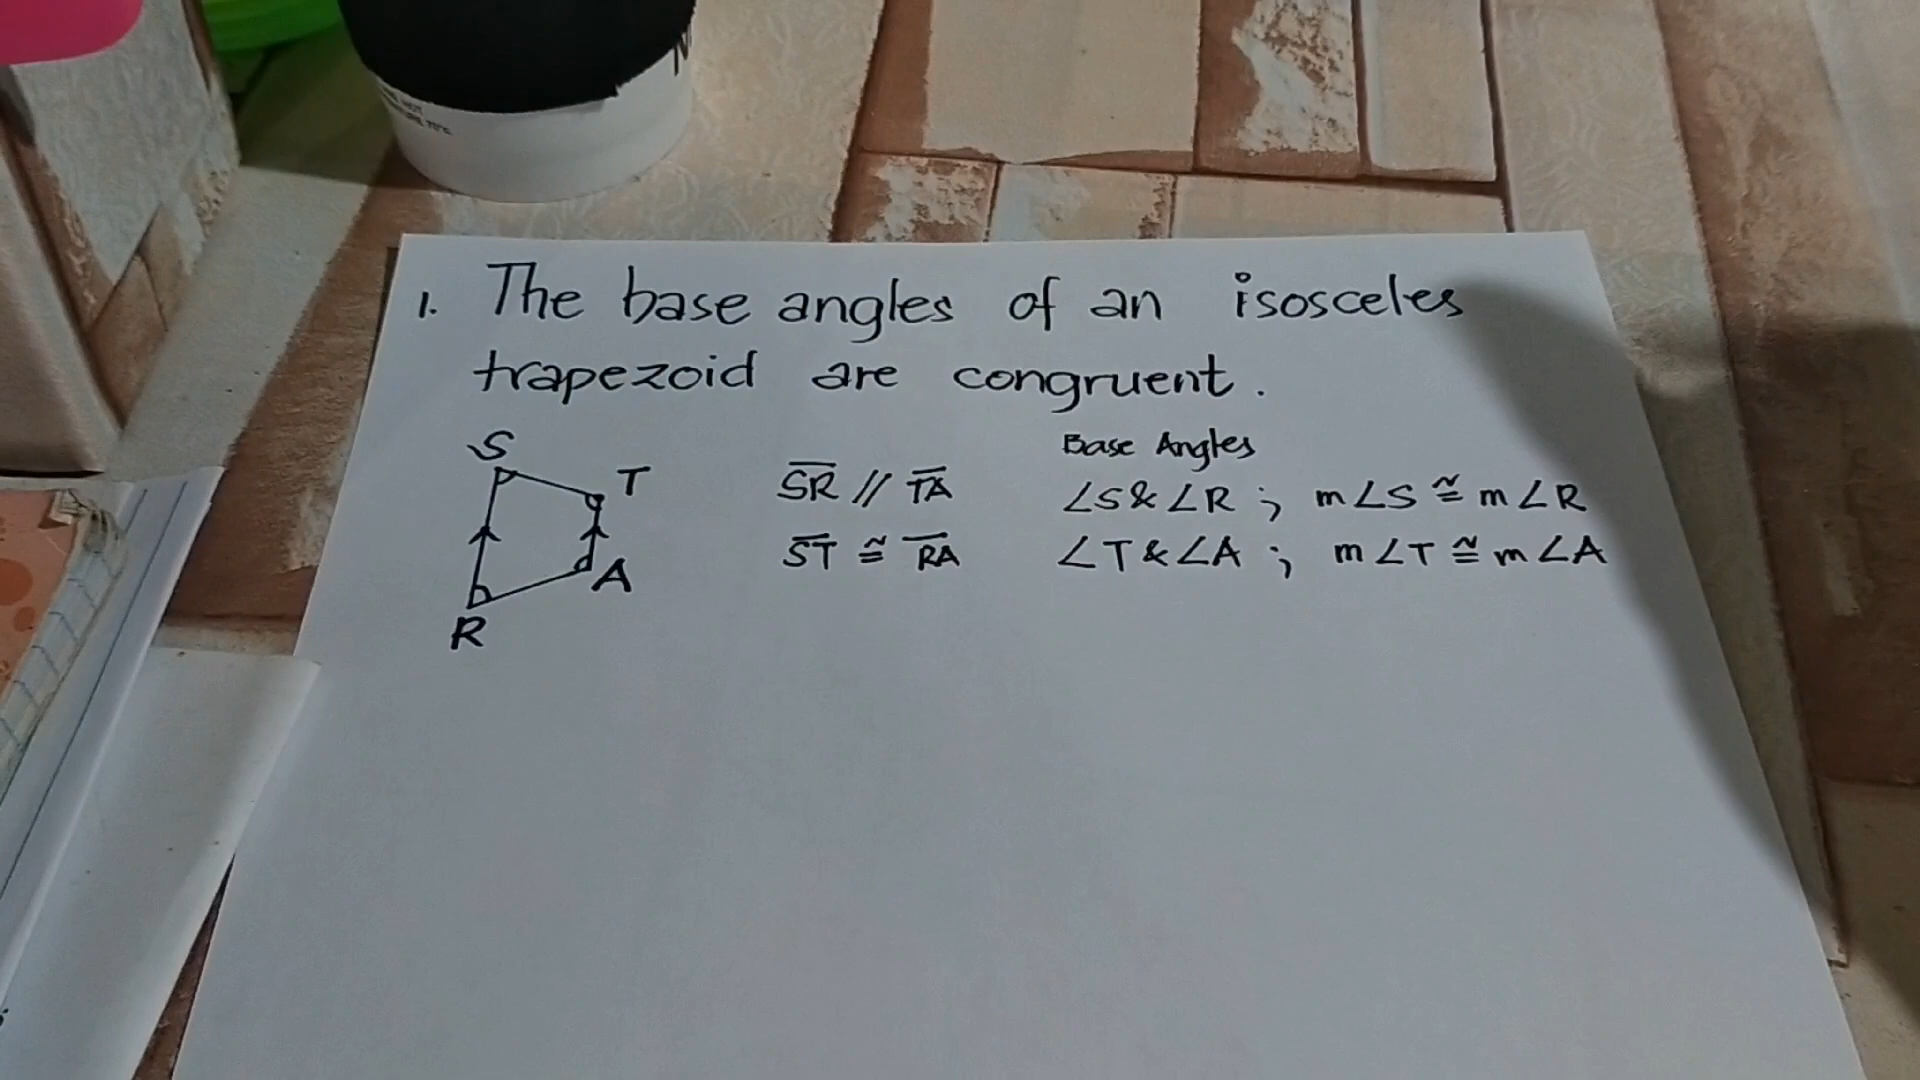 1. The base angles of an isosceles
trapezoid are congruent.
S
T
A
R
S̅R̅ // T̅A̅
S̅T̅ ≅ R̅A̅
Base Angles
∠S & ∠R ; m∠S ≅ m∠R
∠T & ∠A ; m∠T ≅ m∠A